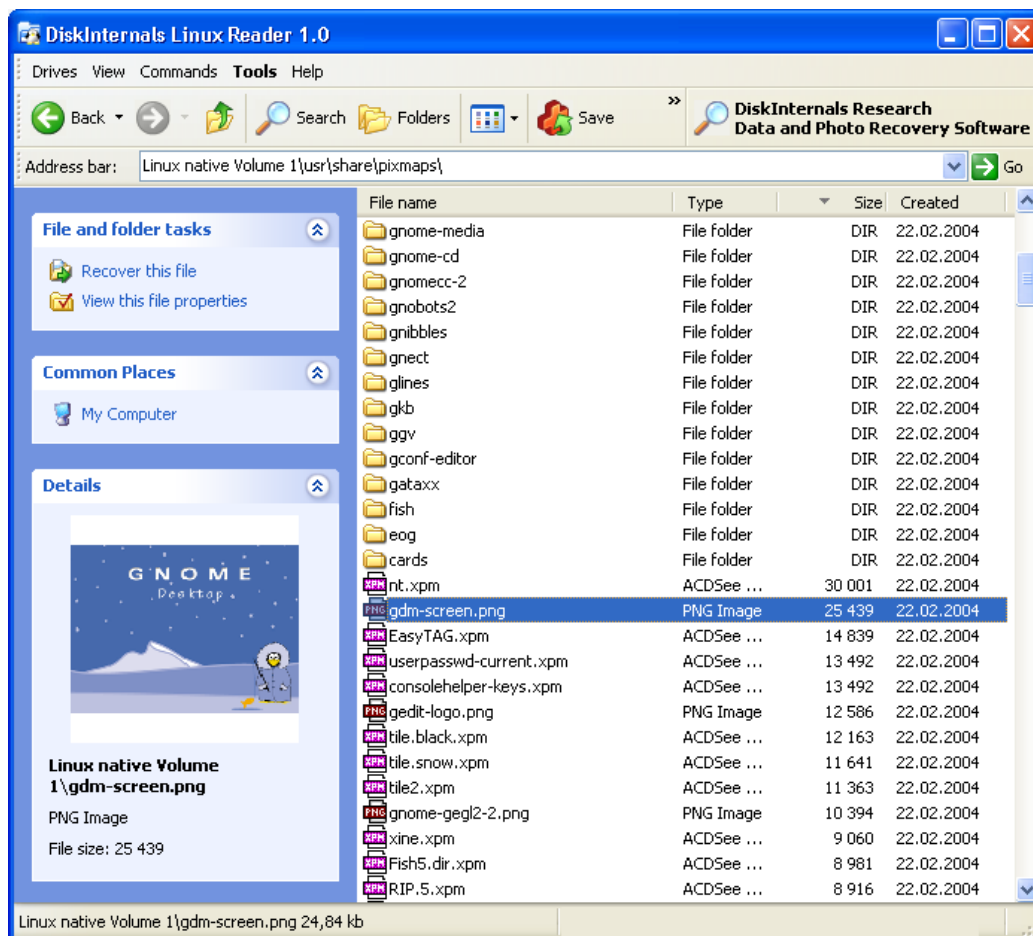 DiskInternals Linux Reader 1.0
Drives View Commands Tools Help
Back Search Folders Save » DiskInternals Research
Data and Photo Recovery Software
Address bar: Linux native Volume 1\usr\share\pixmaps\ Go
File and folder tasks
Recover this file
View this file properties
Common Places
My Computer
Details
GNOME
Desktop
Linux native Volume
1\gdm-screen.png
PNG Image
File size: 25 439
File name Type Size Created
gnome-media File folder DIR 22.02.2004
gnome-cd File folder DIR 22.02.2004
gnomecc-2 File folder DIR 22.02.2004
gnobots2 File folder DIR 22.02.2004
gnibbles File folder DIR 22.02.2004
gnect File folder DIR 22.02.2004
glines File folder DIR 22.02.2004
gkb File folder DIR 22.02.2004
ggv File folder DIR 22.02.2004
gconf-editor File folder DIR 22.02.2004
gataxx File folder DIR 22.02.2004
fish File folder DIR 22.02.2004
eog File folder DIR 22.02.2004
cards File folder DIR 22.02.2004
XPM nt.xpm ACDSee ... 30 001 22.02.2004
PNG gdm-screen.png PNG Image 25 439 22.02.2004
XPM EasyTAG.xpm ACDSee ... 14 839 22.02.2004
XPM userpasswd-current.xpm ACDSee ... 13 492 22.02.2004
XPM consolehelper-keys.xpm ACDSee ... 13 492 22.02.2004
PNG gedit-logo.png PNG Image 12 586 22.02.2004
XPM tile.black.xpm ACDSee ... 12 163 22.02.2004
XPM tile.snow.xpm ACDSee ... 11 641 22.02.2004
XPM tile2.xpm ACDSee ... 11 363 22.02.2004
PNG gnome-gegl2-2.png PNG Image 10 394 22.02.2004
XPM xine.xpm ACDSee ... 9 060 22.02.2004
XPM Fish5.dir.xpm ACDSee ... 8 981 22.02.2004
XPM RIP.5.xpm ACDSee ... 8 916 22.02.2004
Linux native Volume 1\gdm-screen.png 24,84 kb